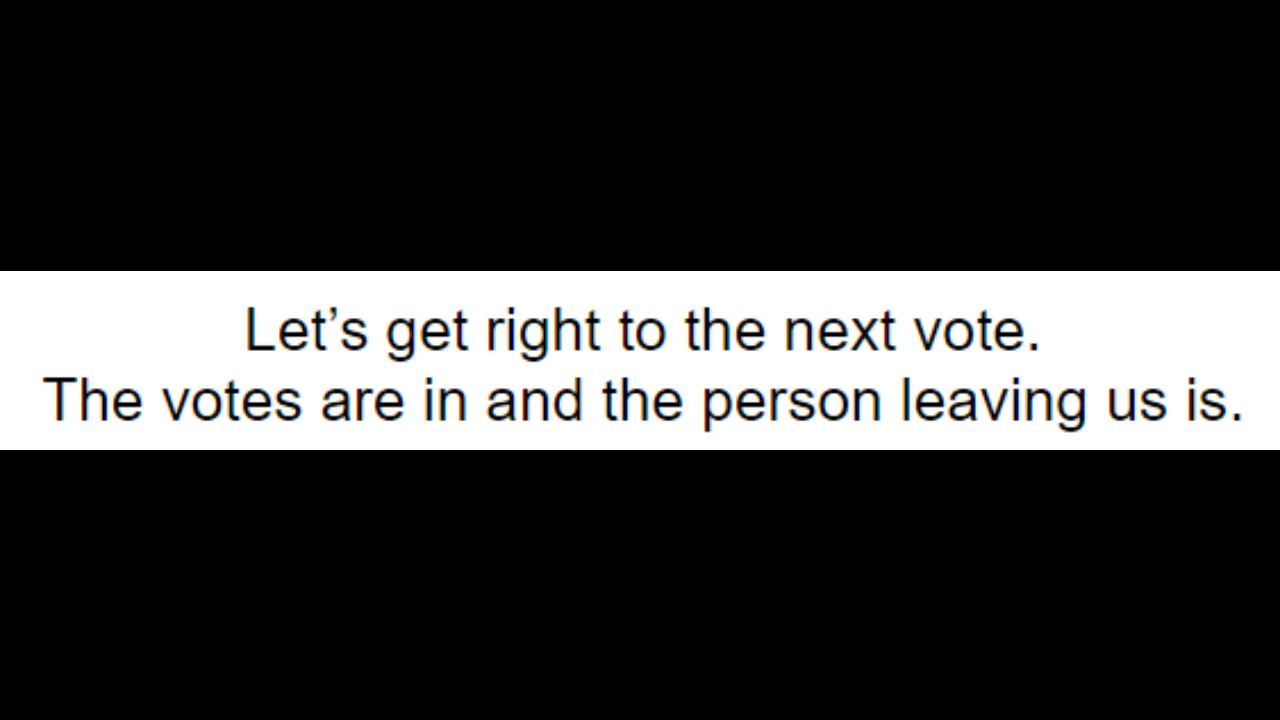 Let’s get right to the next vote.
The votes are in and the person leaving us is.